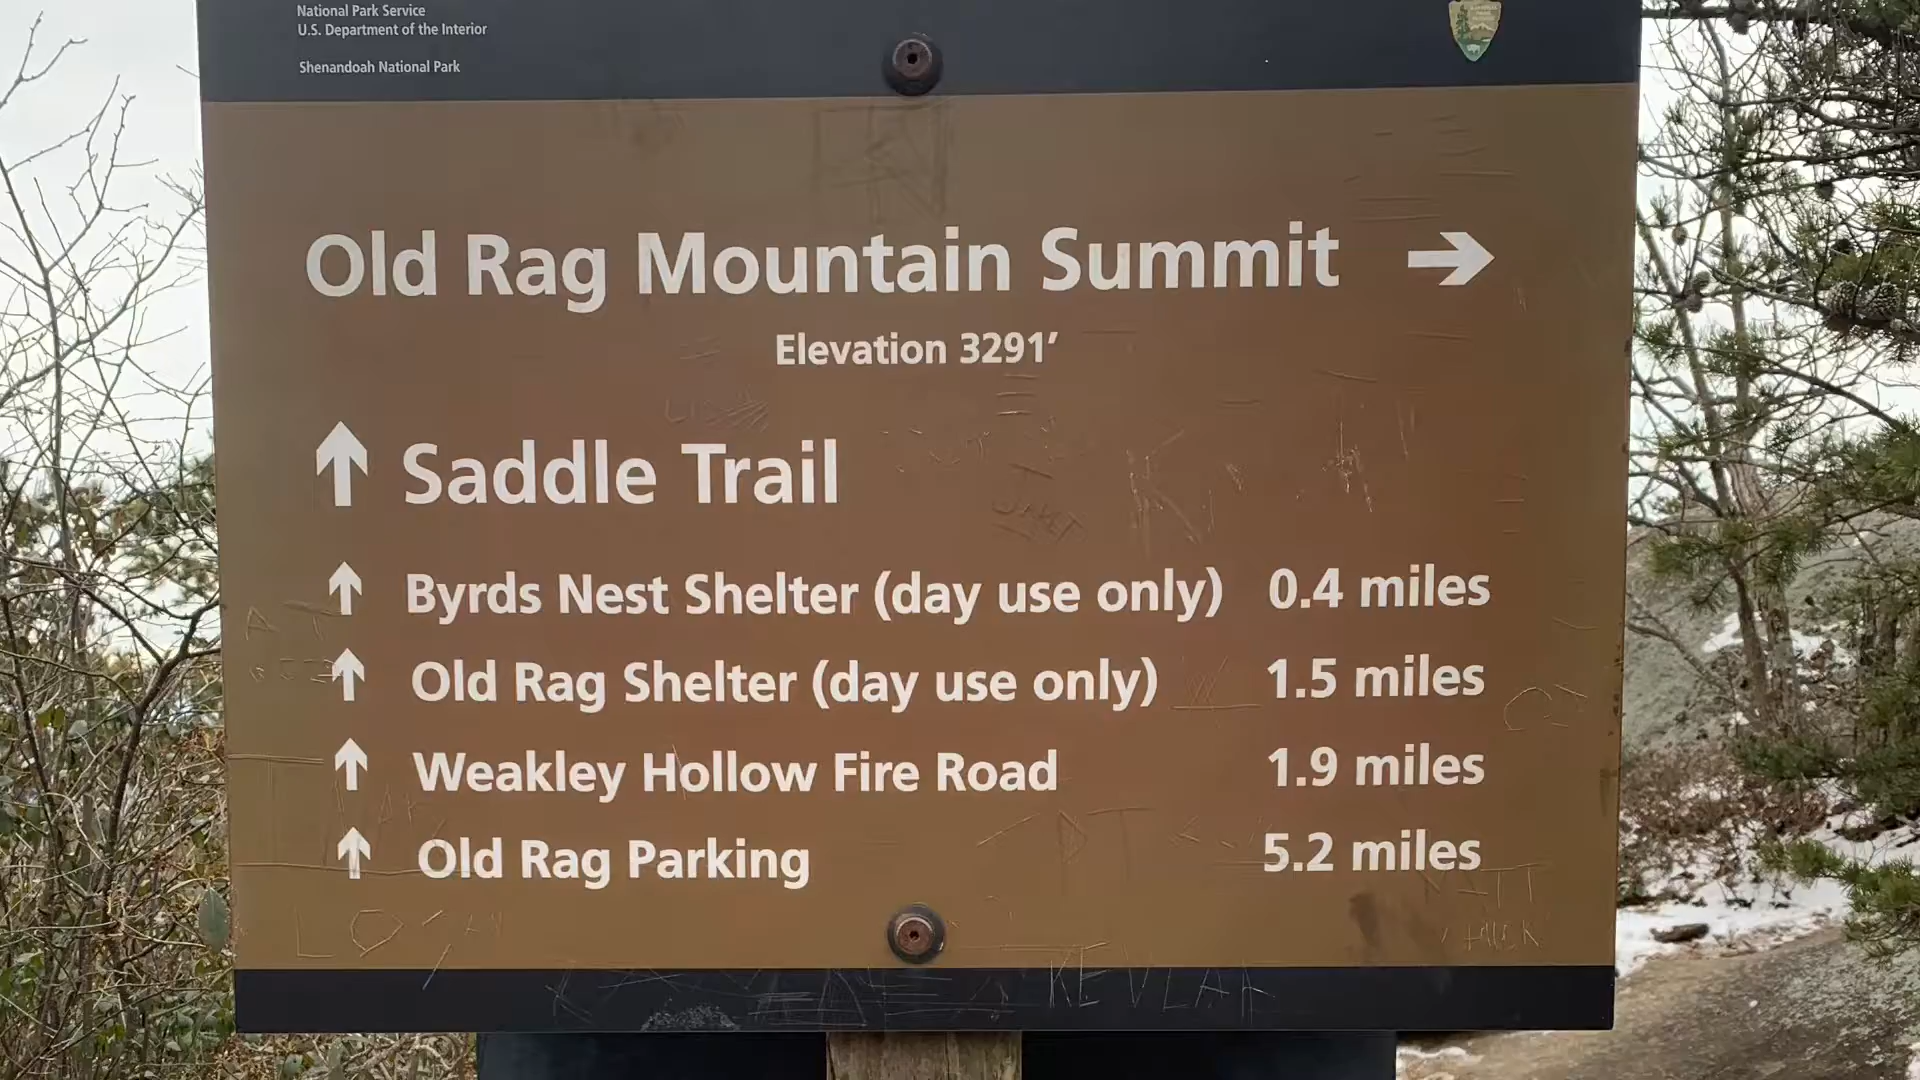 National Park Service
U.S. Department of the Interior
Shenandoah National Park
Old Rag Mountain Summit →
Elevation 3291’
↑ Saddle Trail
↑ Byrds Nest Shelter (day use only) 0.4 miles
↑ Old Rag Shelter (day use only) 1.5 miles
↑ Weakley Hollow Fire Road 1.9 miles
↑ Old Rag Parking 5.2 miles
MATT
KEVLAR